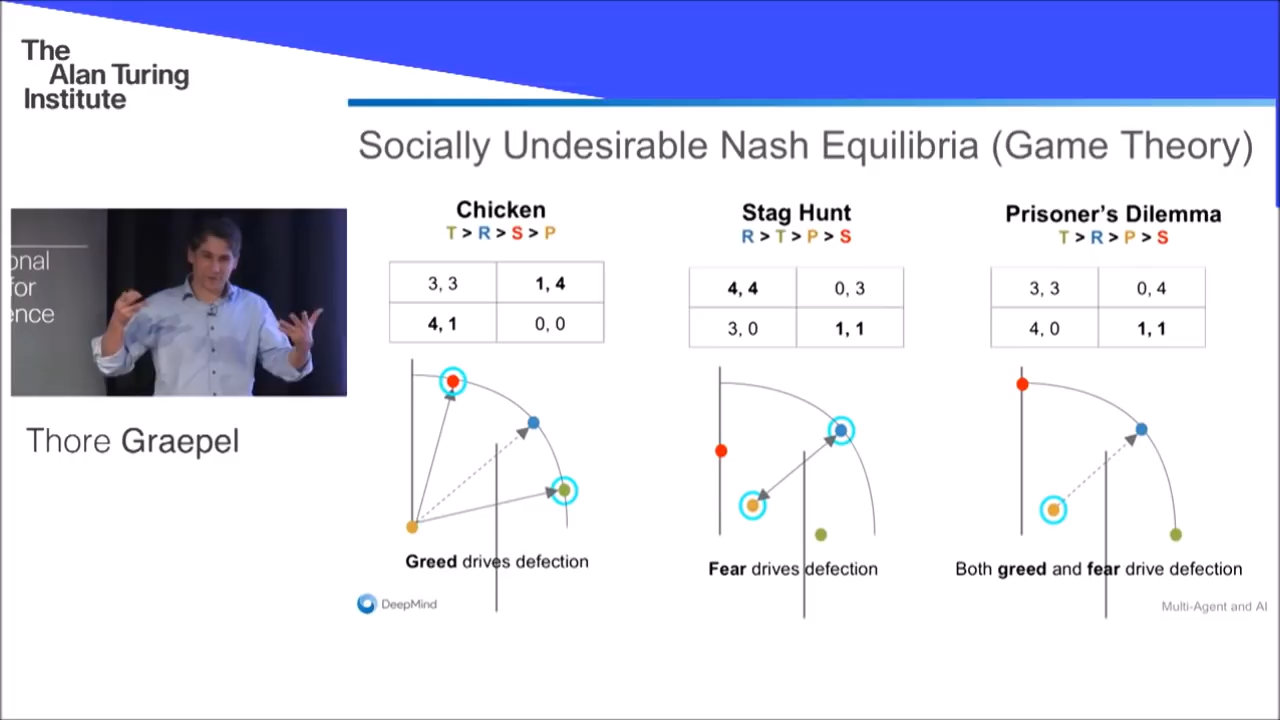 The
Alan Turing
Institute
Socially Undesirable Nash Equilibria (Game Theory)
onal
for
ence
Thore Graepel
Chicken
T > R > S > P
3, 3 1, 4
4, 1 0, 0
Greed drives defection
Stag Hunt
R > T > P > S
4, 4 0, 3
3, 0 1, 1
Fear drives defection
Prisoner's Dilemma
T > R > P > S
3, 3 0, 4
4, 0 1, 1
Both greed and fear drive defection
DeepMind
Multi-Agent and AI